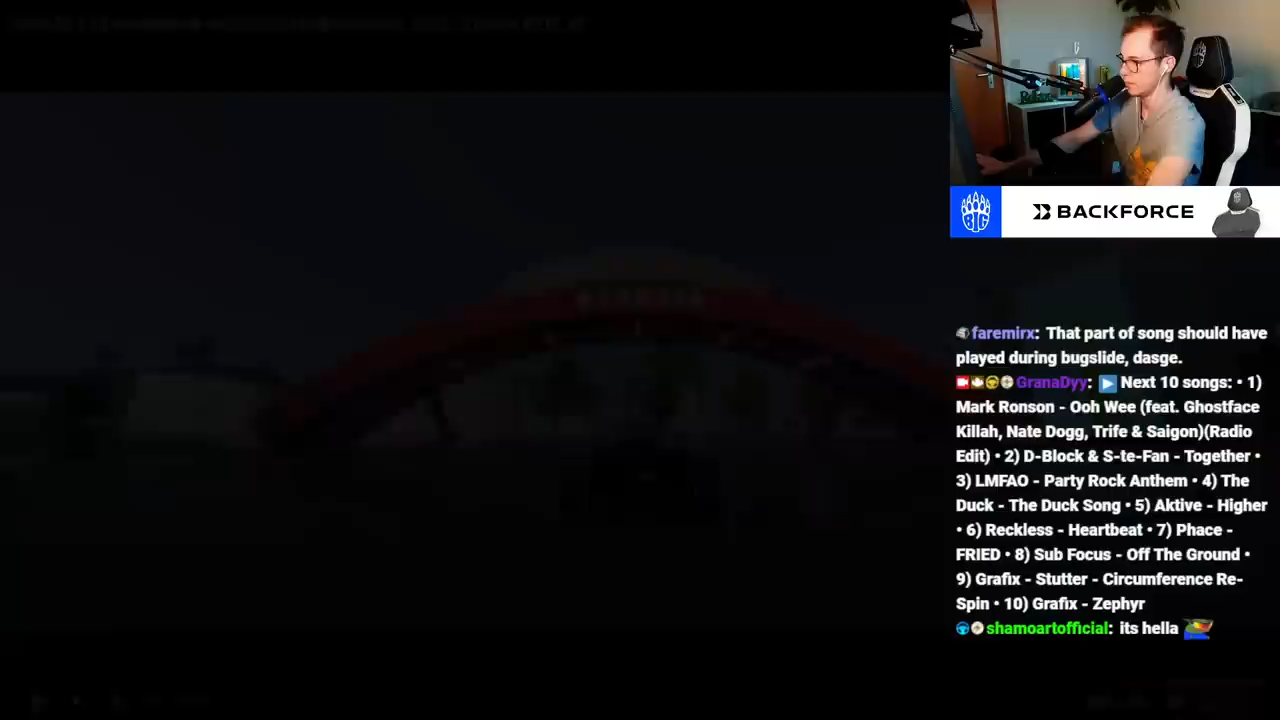 BIG
BACKFORCE
faremirx: That part of song should have
played during bugslide, dasge.
GranaDyy: Next 10 songs: • 1)
Mark Ronson - Ooh Wee (feat. Ghostface
Killah, Nate Dogg, Trife & Saigon)(Radio
Edit) • 2) D-Block & S-te-Fan - Together •
3) LMFAO - Party Rock Anthem • 4) The
Duck - The Duck Song • 5) Aktive - Higher
• 6) Reckless - Heartbeat • 7) Phace -
FRIED • 8) Sub Focus - Off The Ground •
9) Grafix - Stutter - Circumference Re-
Spin • 10) Grafix - Zephyr
shamoartofficial: its hella